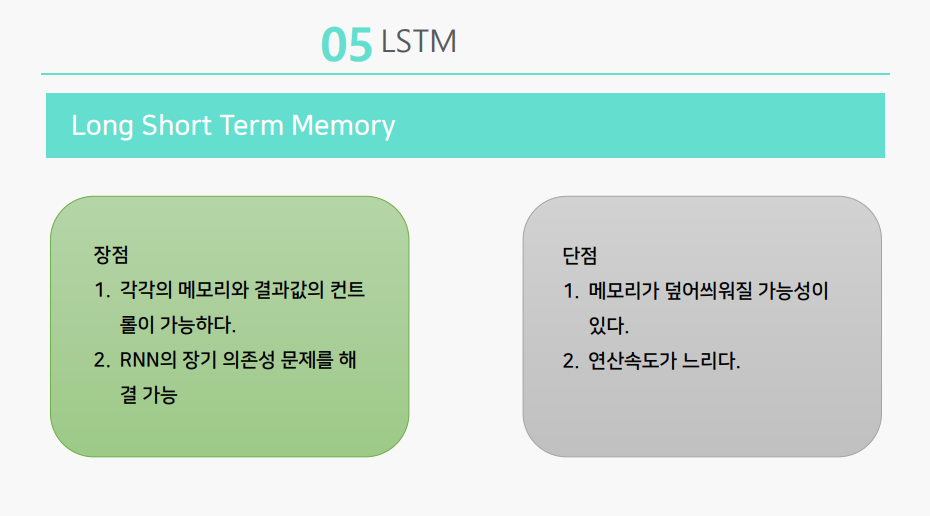 05 LSTM
Long Short Term Memory
장점
1. 각각의 메모리와 결과값의 컨트
롤이 가능하다.
2. RNN의 장기 의존성 문제를 해
결 가능
단점
1. 메모리가 덮어씌워질 가능성이
있다.
2. 연산속도가 느리다.